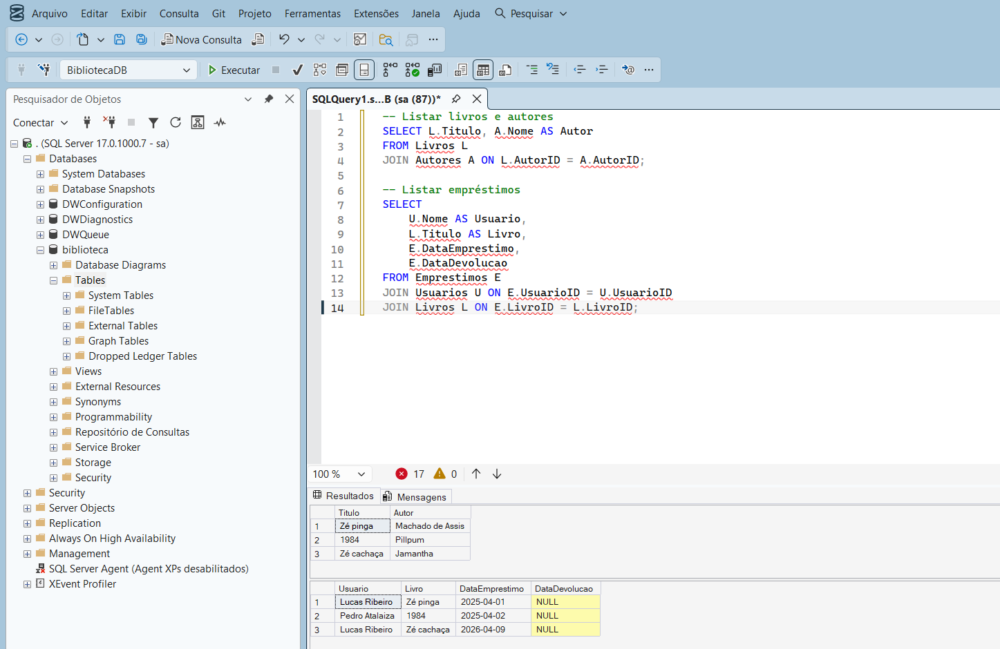 Arquivo Editar Exibir Consulta Git Projeto Ferramentas Extensões Janela Ajuda Pesquisar
Nova Consulta
BibliotecaDB Executar
Pesquisador de Objetos
Conectar
. (SQL Server 17.0.1000.7 - sa)
Databases
System Databases
Database Snapshots
DWConfiguration
DWDiagnostics
DWQueue
biblioteca
Database Diagrams
Tables
System Tables
FileTables
External Tables
Graph Tables
Dropped Ledger Tables
Views
External Resources
Synonyms
Programmability
Repositório de Consultas
Service Broker
Storage
Security
Security
Server Objects
Replication
Always On High Availability
Management
SQL Server Agent (Agent XPs desabilitados)
XEvent Profiler
SQLQuery1.s...B (sa (87))*
1 -- Listar livros e autores
2 SELECT L.Titulo, A.Nome AS Autor
3 FROM Livros L
4 JOIN Autores A ON L.AutorID = A.AutorID;
5
6 -- Listar empréstimos
7 SELECT
8 U.Nome AS Usuario,
9 L.Titulo AS Livro,
10 E.DataEmprestimo,
11 E.DataDevolucao
12 FROM Emprestimos E
13 JOIN Usuarios U ON E.UsuarioID = U.UsuarioID
14 JOIN Livros L ON E.LivroID = L.LivroID;
100 % 17 0
Resultados Mensagens
Titulo Autor
1 Zé pinga Machado de Assis
2 1984 Pillpum
3 Zé cachaça Jamantha
Usuario Livro DataEmprestimo DataDevolucao
1 Lucas Ribeiro Zé pinga 2025-04-01 NULL
2 Pedro Atalaiza 1984 2025-04-02 NULL
3 Lucas Ribeiro Zé cachaça 2026-04-09 NULL